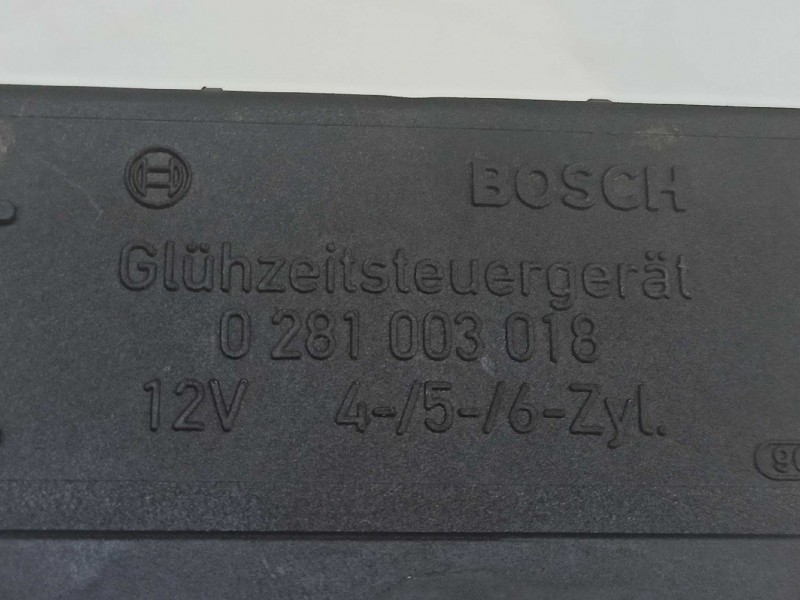 BOSCH
Glühzeitsteuergerät
0 281 003 018
12V 4-/5-/6-Zyl.